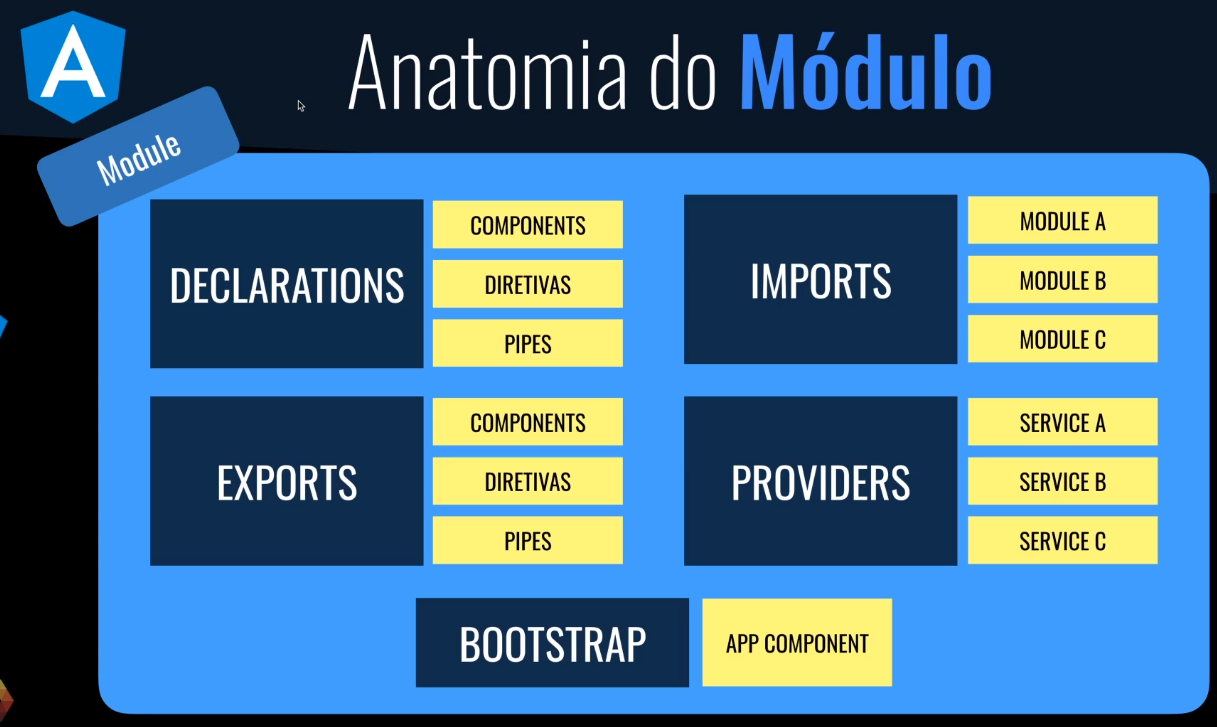 A
Anatomia do Módulo
Module
DECLARATIONS
COMPONENTS
DIRETIVAS
PIPES
IMPORTS
MODULE A
MODULE B
MODULE C
EXPORTS
COMPONENTS
DIRETIVAS
PIPES
PROVIDERS
SERVICE A
SERVICE B
SERVICE C
BOOTSTRAP
APP COMPONENT